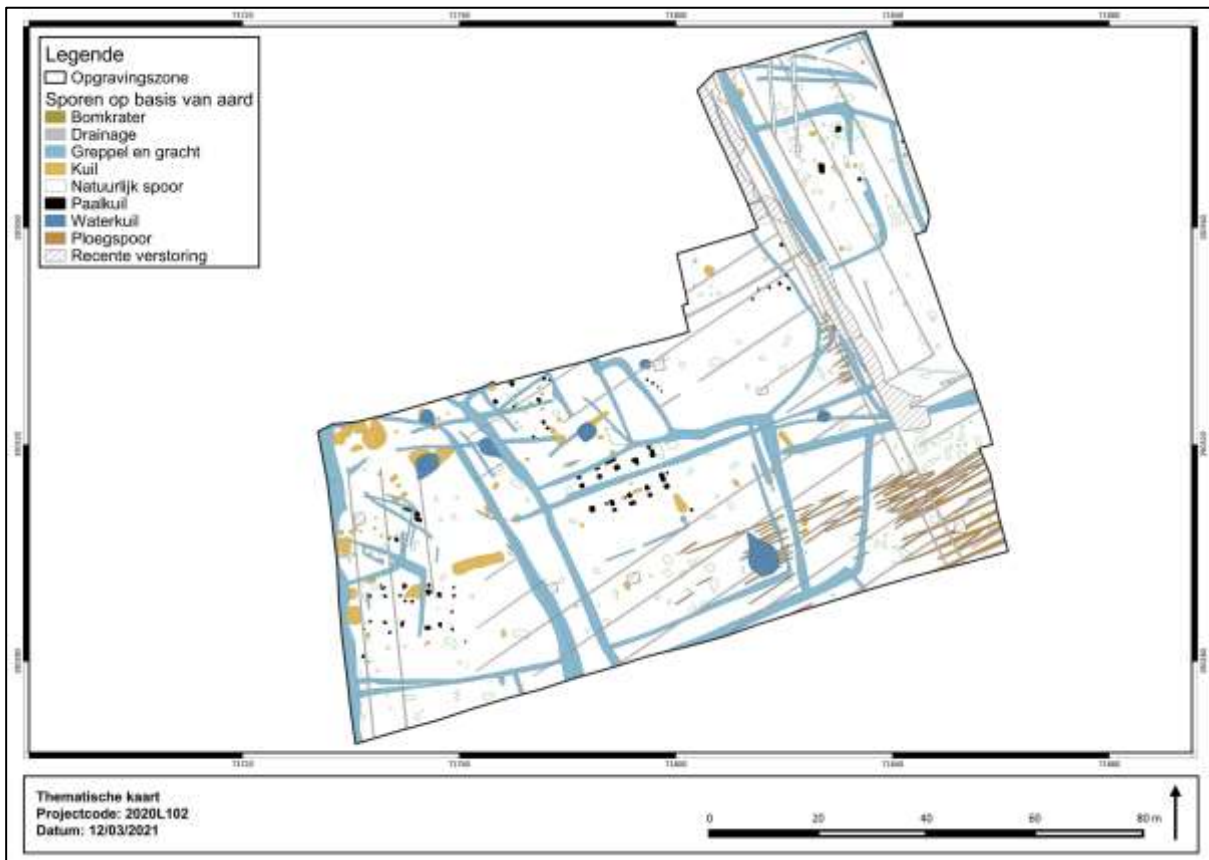 Legende
Opgravingszone
Sporen op basis van aard
Bomkrater
Drainage
Greppel en gracht
Kuil
Natuurlijk spoor
Paalkuil
Waterkuil
Ploegspoor
Recente verstoring
Thematische kaart
Projectcode: 2020L102
Datum: 12/03/2021
0 20 40 60 80 m